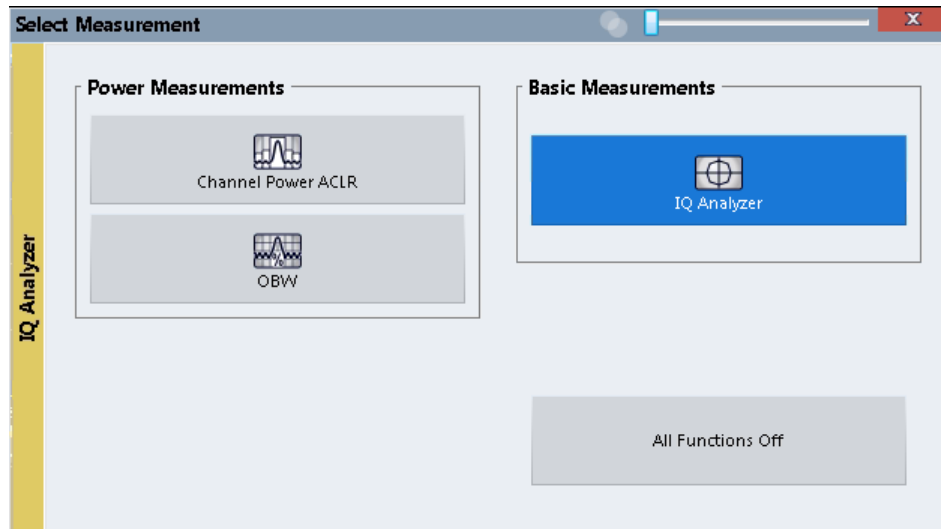 Select Measurement
IQ Analyzer
Power Measurements
Channel Power ACLR
OBW
Basic Measurements
IQ Analyzer
All Functions Off